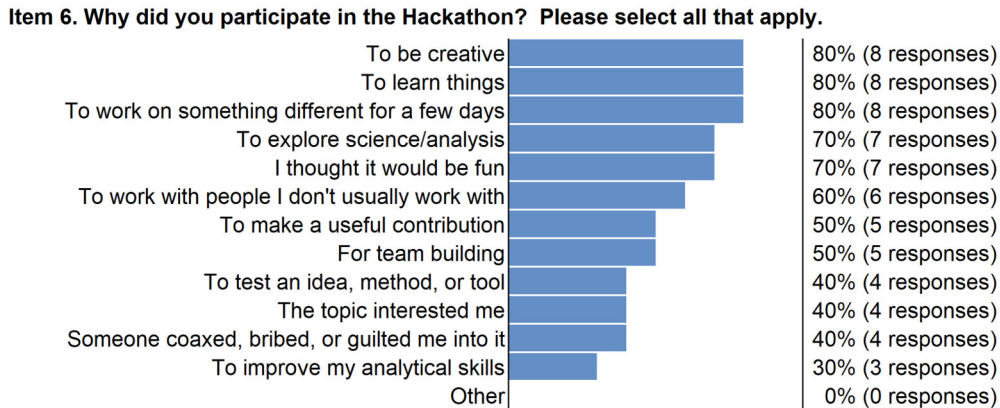 Item 6. Why did you participate in the Hackathon?  Please select all that apply.
To be creative 80% (8 responses)
To learn things 80% (8 responses)
To work on something different for a few days 80% (8 responses)
To explore science/analysis 70% (7 responses)
I thought it would be fun 70% (7 responses)
To work with people I don't usually work with 60% (6 responses)
To make a useful contribution 50% (5 responses)
For team building 50% (5 responses)
To test an idea, method, or tool 40% (4 responses)
The topic interested me 40% (4 responses)
Someone coaxed, bribed, or guilted me into it 40% (4 responses)
To improve my analytical skills 30% (3 responses)
Other 0% (0 responses)